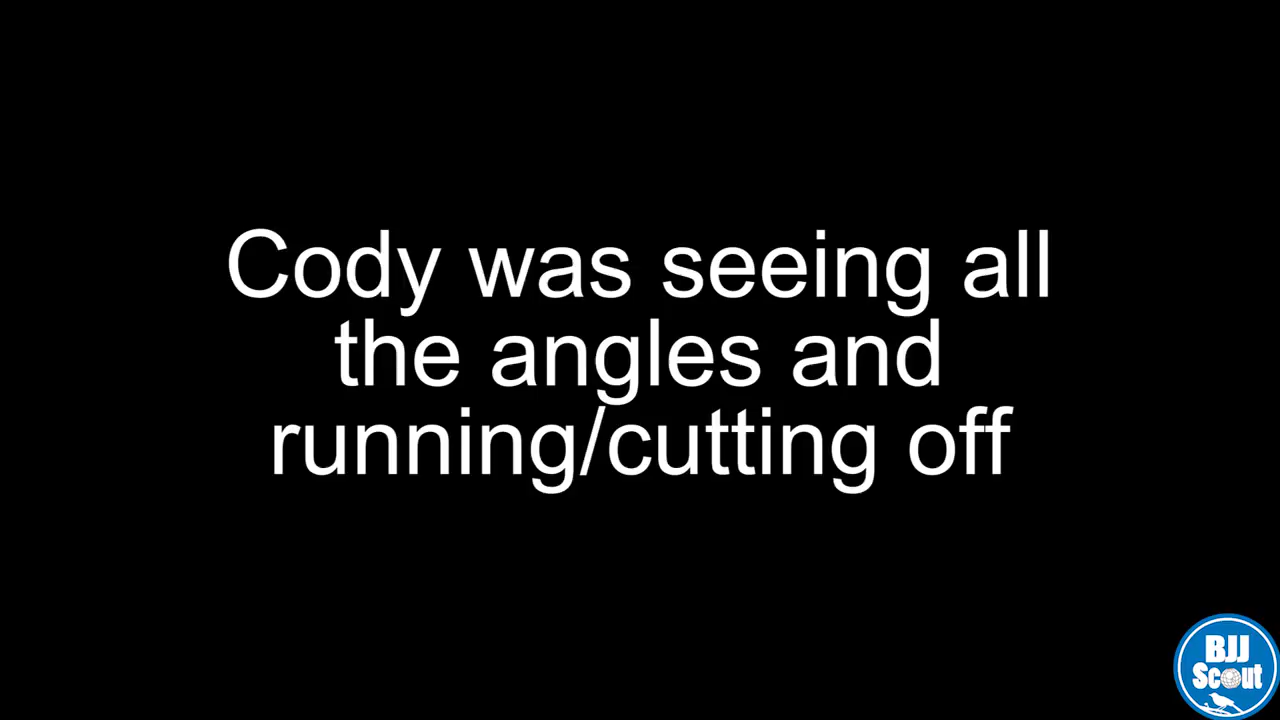 Cody was seeing all
the angles and
running/cutting off
BJJ
Scout